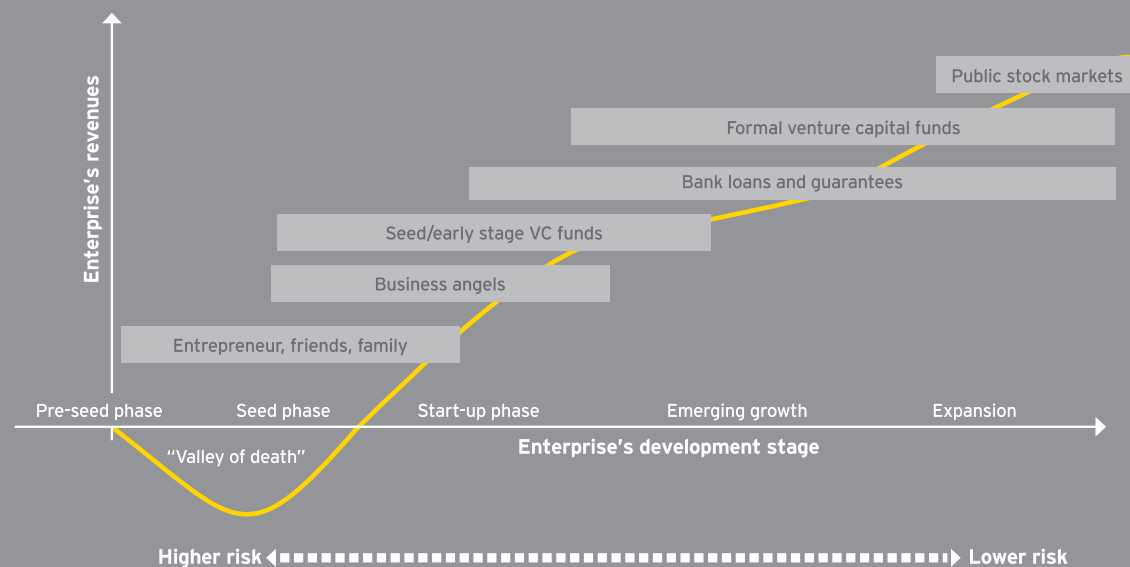 Enterprise's revenues
Public stock markets
Formal venture capital funds
Bank loans and guarantees
Seed/early stage VC funds
Business angels
Entrepreneur, friends, family
Pre-seed phase
Seed phase
Start-up phase
Emerging growth
Expansion
Enterprise's development stage
“Valley of death”
Higher risk
Lower risk